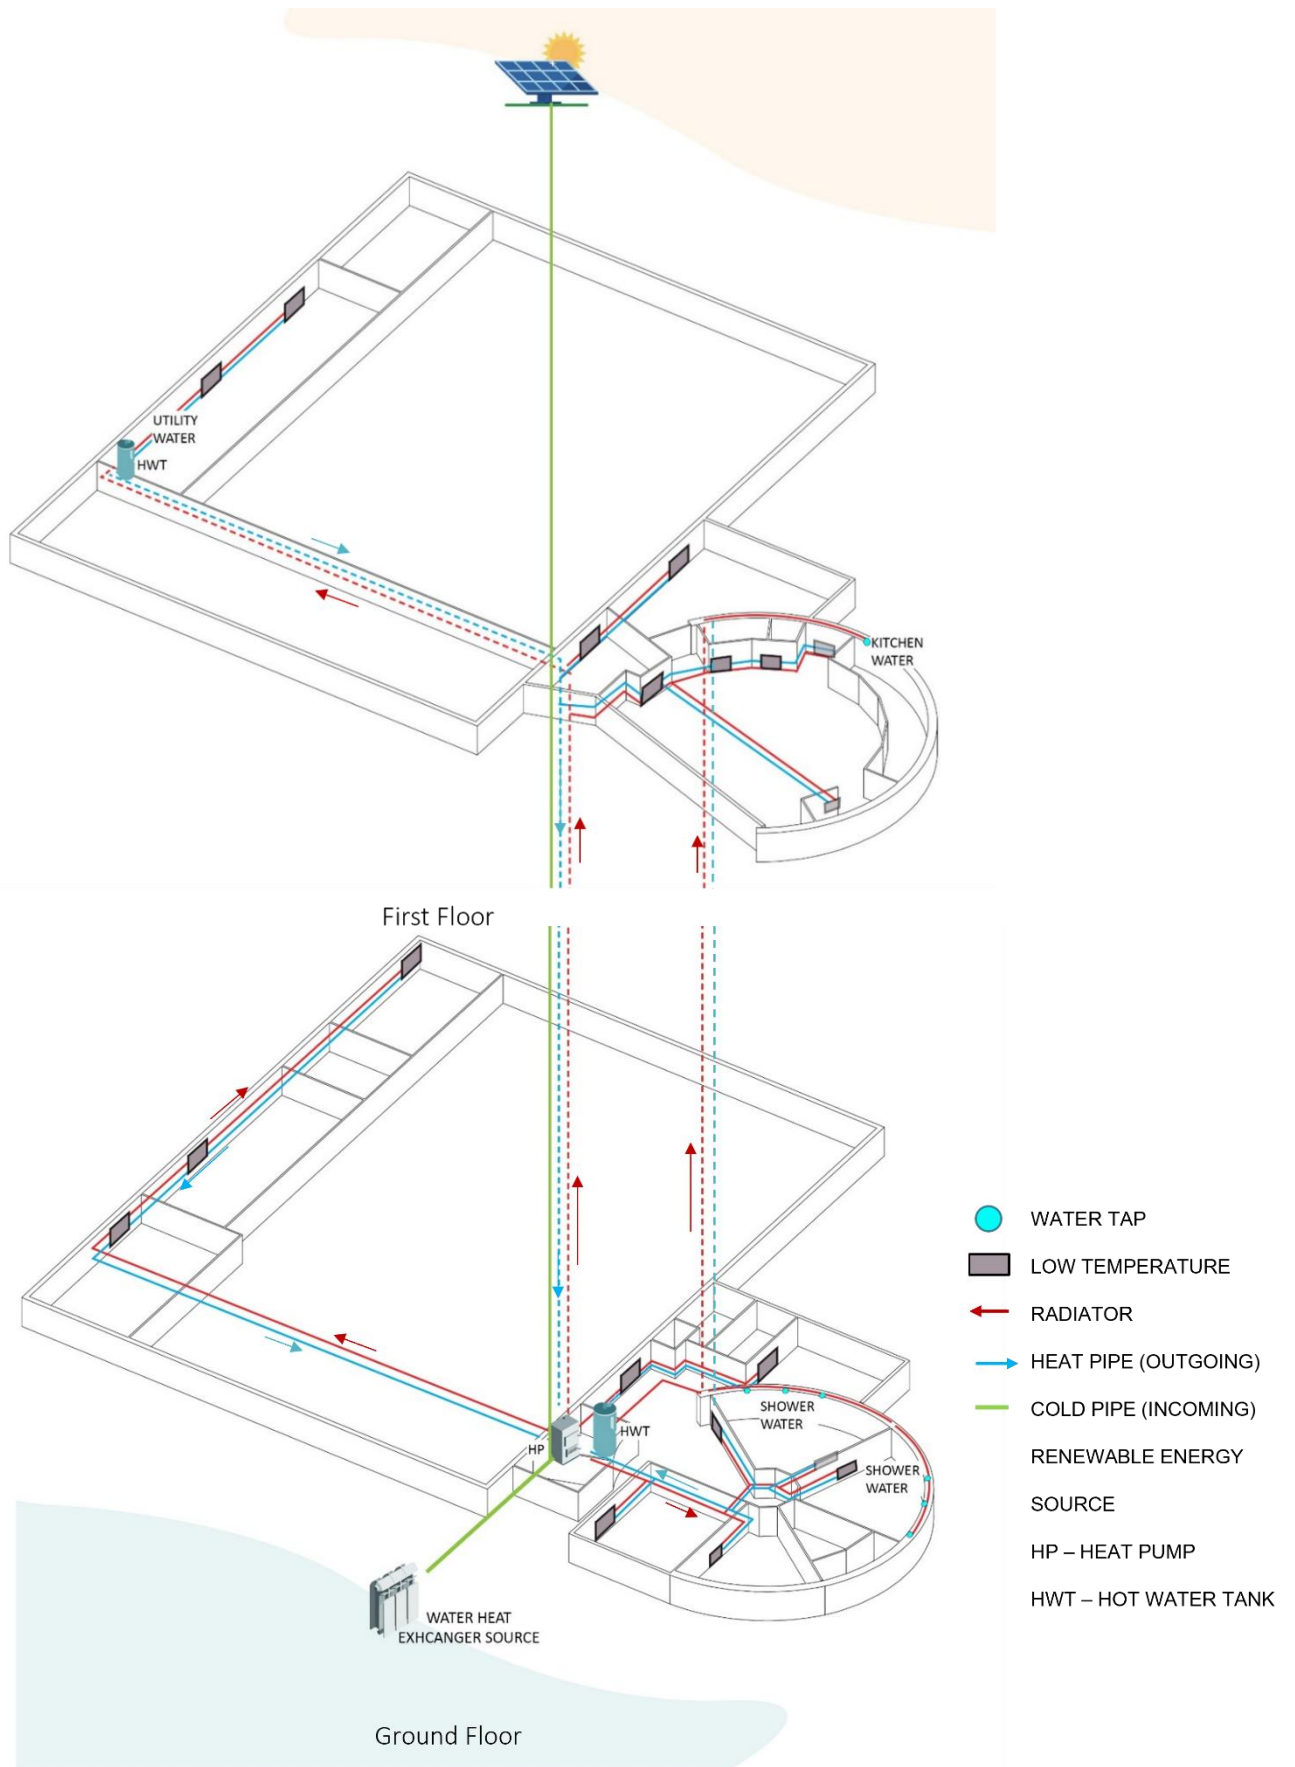 UTILITY
WATER
HWT
KITCHEN
WATER
First Floor
SHOWER
WATER
HWT
HP
SHOWER
WATER
WATER HEAT
EXHCANGER SOURCE
Ground Floor
WATER TAP
LOW TEMPERATURE
RADIATOR
HEAT PIPE (OUTGOING)
COLD PIPE (INCOMING)
RENEWABLE ENERGY
SOURCE
HP – HEAT PUMP
HWT – HOT WATER TANK